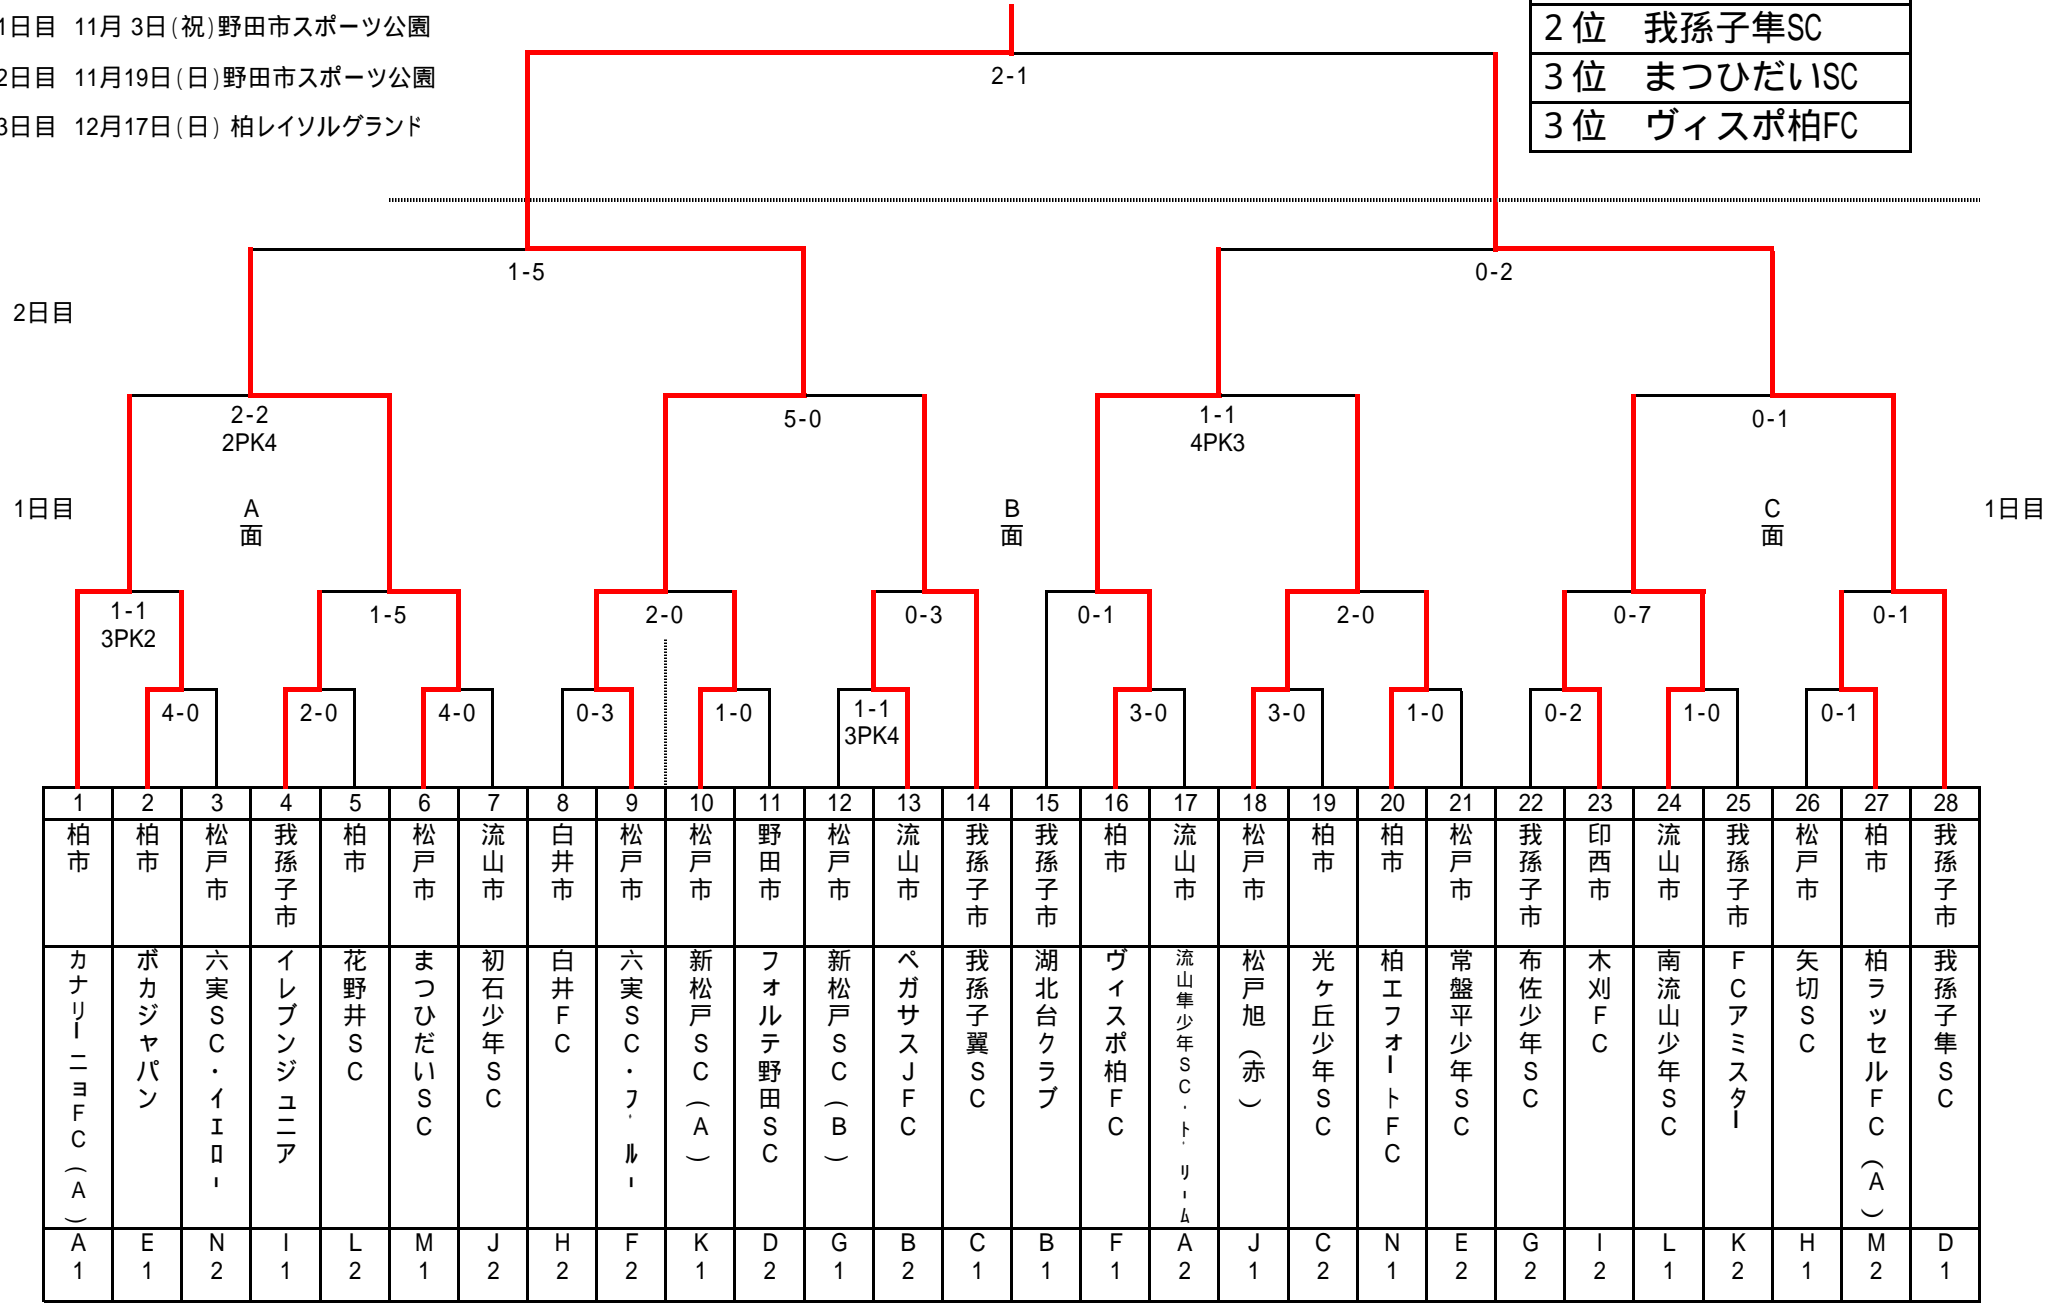 1日目 11月 3日(祝)野田市スポーツ公園
2日目 11月19日(日)野田市スポーツ公園
3日目 12月17日(日) 柏レイソルグランド
2位 我孫子隼SC
3位 まつひだいSC
3位 ヴィスポ柏FC
2-1
1-5
0-2
2日目
2-2
2PK4
5-0
1-1
4PK3
0-1
1日目
A面
B面
C面
1日目
1-1
3PK2
1-5
2-0
0-3
0-1
2-0
0-7
0-1
4-0
2-0
4-0
0-3
1-0
1-1
3PK4
3-0
3-0
1-0
0-2
1-0
0-1
1 柏市 カナリーニョFC(A) A1
2 柏市 ボカジャパン E1
3 松戸市 六実SC・イエロー N2
4 我孫子市 イレブンジュニア I1
5 柏市 花野井SC L2
6 松戸市 まつひだいSC M1
7 流山市 初石少年SC J2
8 白井市 白井FC H2
9 松戸市 六実SC・ブルー F2
10 松戸市 新松戸SC(A) K1
11 野田市 フォルテ野田SC D2
12 松戸市 新松戸SC(B) G1
13 流山市 ペガサスJFC B2
14 我孫子市 我孫子翼SC C1
15 我孫子市 湖北台クラブ B1
16 柏市 ヴィスポ柏FC F1
17 流山市 流山隼少年SC・ドリーム A2
18 松戸市 松戸旭(赤) J1
19 柏市 光ヶ丘少年SC C2
20 柏市 柏エフォートFC N1
21 松戸市 常盤平少年SC E2
22 我孫子市 布佐少年SC G2
23 印西市 木刈FC I2
24 流山市 南流山少年SC L1
25 我孫子市 FCアミスター K2
26 松戸市 矢切SC H1
27 柏市 柏ラッセルFC(A) M2
28 我孫子市 我孫子隼SC D1